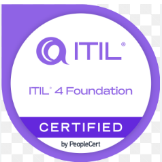 ITIL®
ITIL® 4 Foundation
CERTIFIED
by PeopleCert